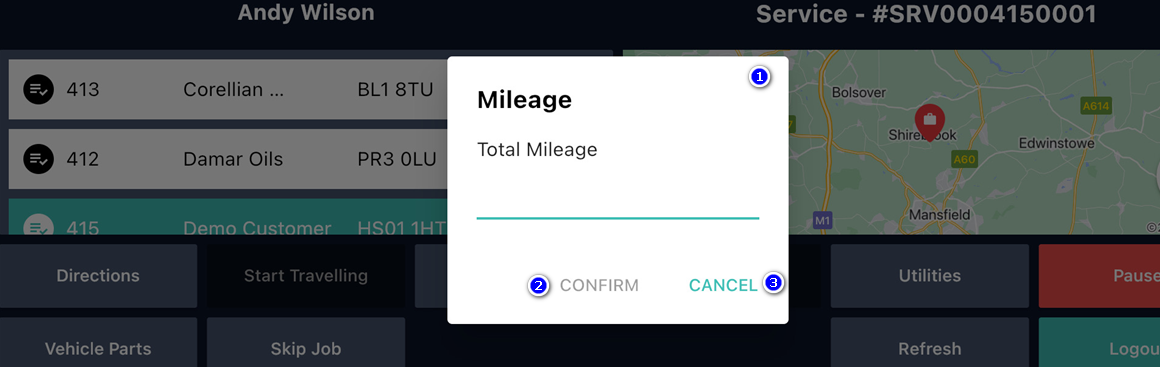 Andy Wilson
Service - #SRV0004150001
413 Corellian ... BL1 8TU
412 Damar Oils PR3 0LU
415 Demo Customer HS01 1HT
1
Mileage
Total Mileage
2 CONFIRM
CANCEL 3
Bolsover
A614
Edwinstowe
A60
Mansfield
M1
Directions
Start Travelling
Utilities
Pause
Vehicle Parts
Skip Job
Refresh